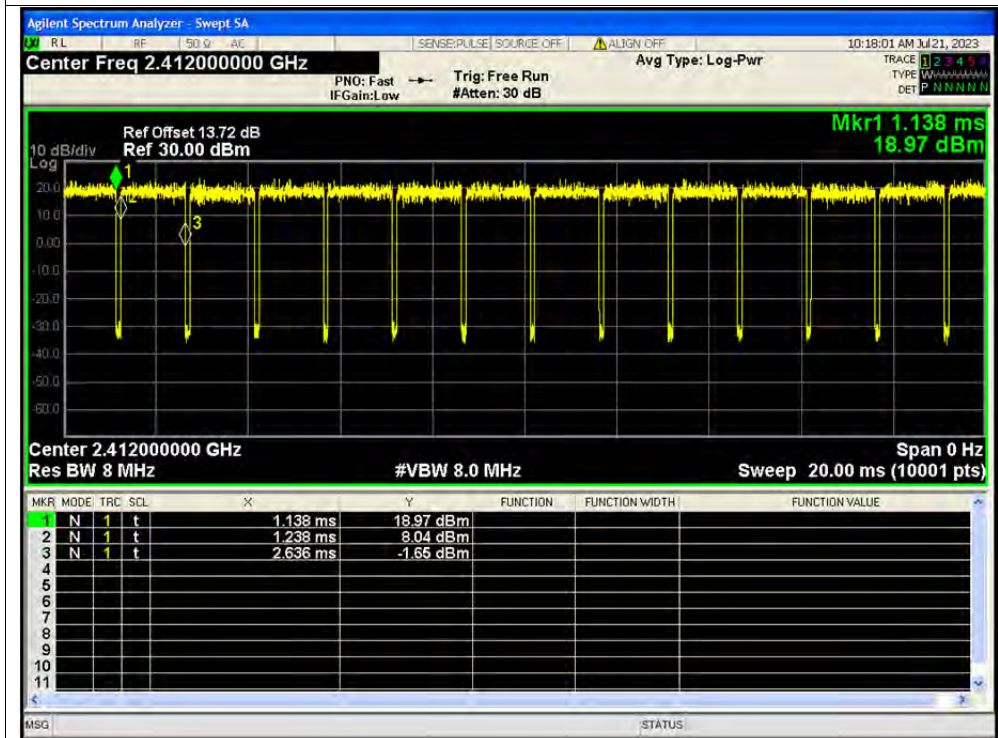 Agilent Spectrum Analyzer - Swept SA
LXI RL RF 50 Ω AC SENSE:PULSE SOURCE OFF ALIGN OFF 10:18:01 AM Jul 21, 2023
Center Freq 2.412000000 GHz Avg Type: Log-Pwr TRACE 1 2 3 4 5 6
PNO: Fast Trig: Free Run TYPE W
IFGain:Low #Atten: 30 dB DET P N N N N N
Mkr1 1.138 ms
Ref Offset 13.72 dB
10 dB/div Ref 30.00 dBm 18.97 dBm
Log
1
20.0
2
10.0
3
0.00
-10.0
-20.0
-30.0
-40.0
-50.0
-60.0
Center 2.412000000 GHz Span 0 Hz
Res BW 8 MHz #VBW 8.0 MHz Sweep 20.00 ms (10001 pts)
MKR MODE TRC SCL X Y FUNCTION FUNCTION WIDTH FUNCTION VALUE
1 N 1 t 1.138 ms 18.97 dBm
2 N 1 t 1.238 ms 8.04 dBm
3 N 1 t 2.636 ms -1.65 dBm
4
5
6
7
8
9
10
11
MSG STATUS